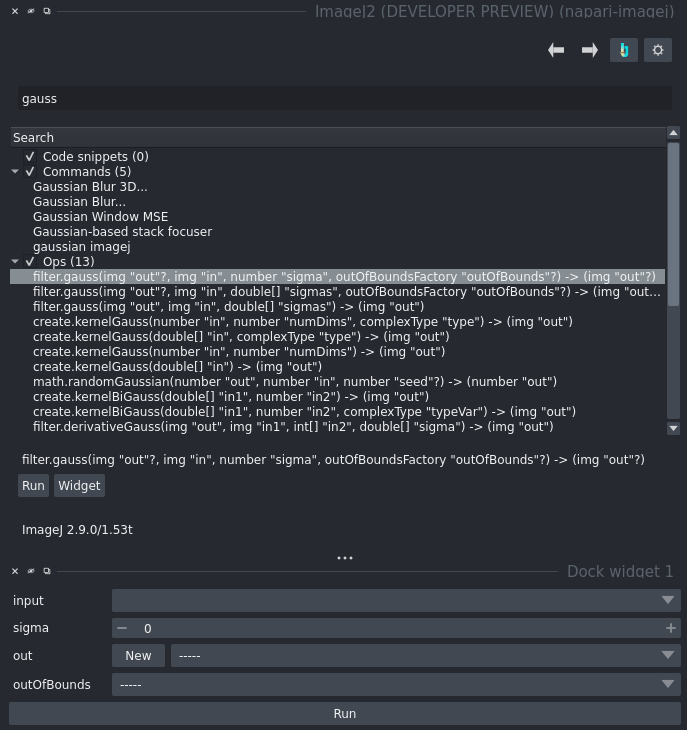 ImageJ2 (DEVELOPER PREVIEW) (napari-imagej)
gauss
Search
Code snippets (0)
Commands (5)
Gaussian Blur 3D...
Gaussian Blur...
Gaussian Window MSE
Gaussian-based stack focuser
gaussian imagej
Ops (13)
filter.gauss(img "out"?, img "in", number "sigma", outOfBoundsFactory "outOfBounds"?) -> (img "out"?)
filter.gauss(img "out"?, img "in", double[] "sigmas", outOfBoundsFactory "outOfBounds"?) -> (img "out...
filter.gauss(img "out", img "in", double[] "sigmas") -> (img "out")
create.kernelGauss(number "in", number "numDims", complexType "type") -> (img "out")
create.kernelGauss(double[] "in", complexType "type") -> (img "out")
create.kernelGauss(number "in", number "numDims") -> (img "out")
create.kernelGauss(double[] "in") -> (img "out")
math.randomGaussian(number "out", number "in", number "seed"?) -> (number "out")
create.kernelBiGauss(double[] "in1", number "in2") -> (img "out")
create.kernelBiGauss(double[] "in1", number "in2", complexType "typeVar") -> (img "out")
filter.derivativeGauss(img "out", img "in1", int[] "in2", double[] "sigma") -> (img "out")
filter.gauss(img "out"?, img "in", number "sigma", outOfBoundsFactory "outOfBounds"?) -> (img "out"?)
Run Widget
ImageJ 2.9.0/1.53t
Dock widget 1
input
sigma 0
out New -----
outOfBounds -----
Run